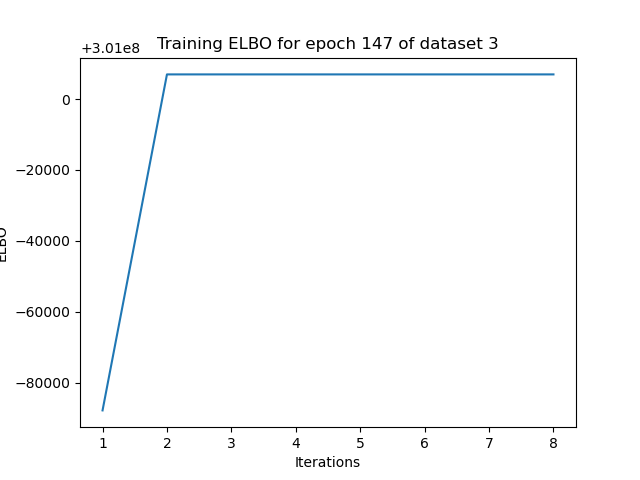 Training ELBO for epoch 147 of dataset 3
+3.01e8
0
−20000
−40000
−60000
−80000
ELBO
1 2 3 4 5 6 7 8
Iterations